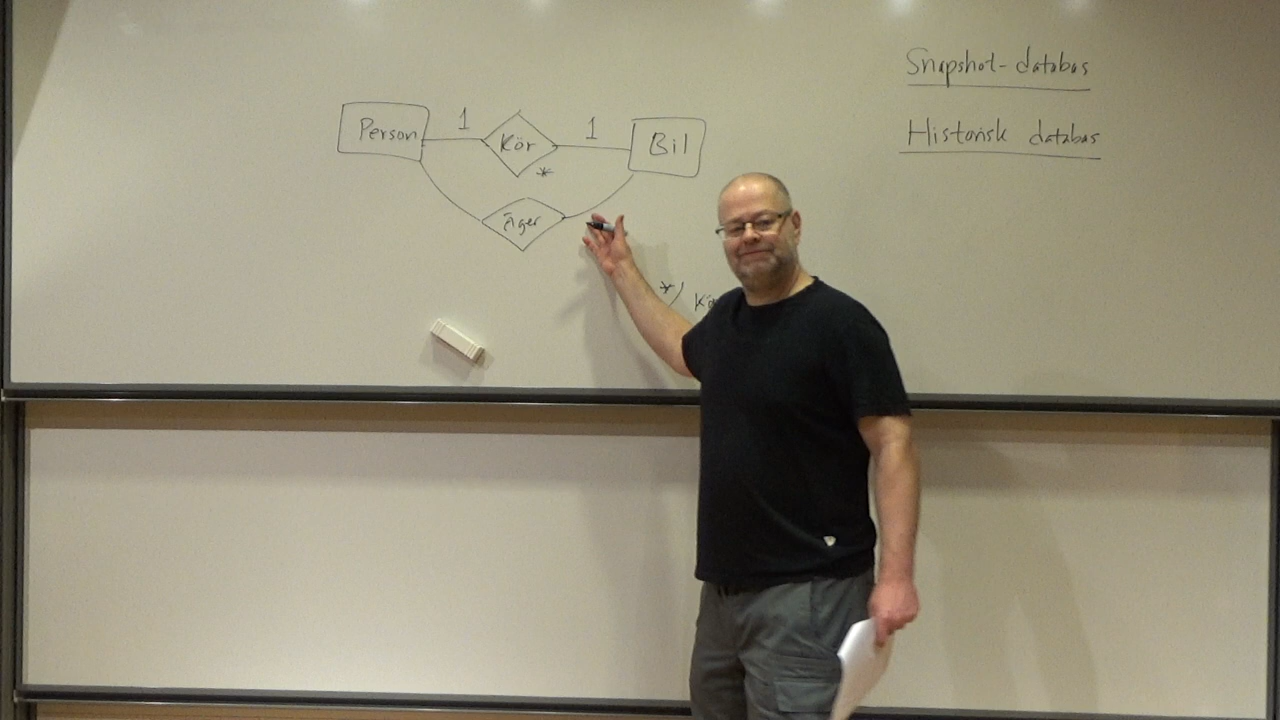 Snapshot-databas
Historisk databas
Person 1 Kör 1 Bil
*
Äger
*)